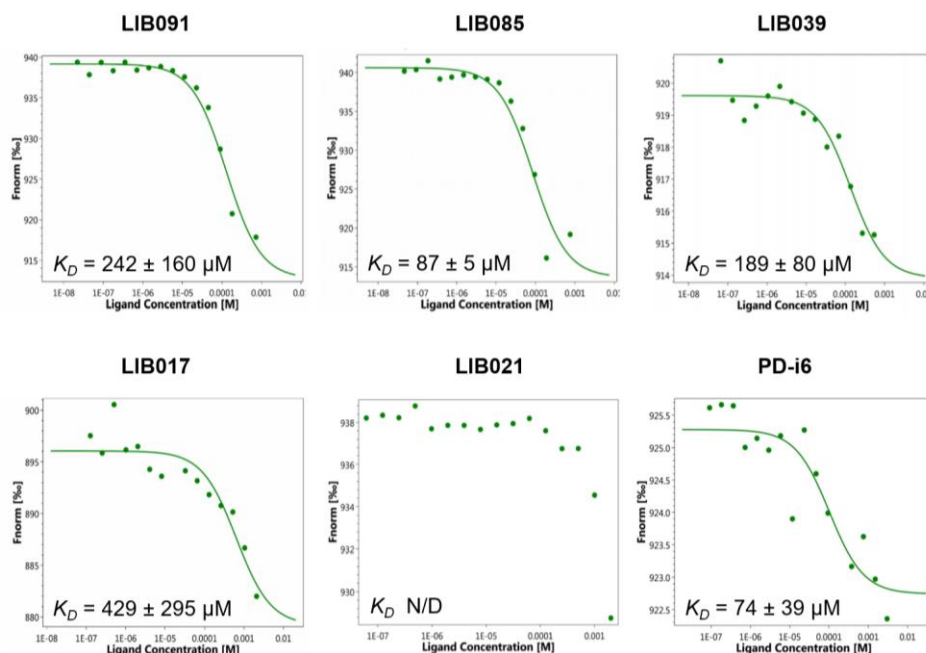 LIB091
LIB085
LIB039
Fnorm [‰]
940
935
930
925
920
915
K_D = 242 ± 160 µM
1E-08 1E-07 1E-06 1E-05 0.0001 0.001 0.0
Ligand Concentration [M]
Fnorm [‰]
940
935
930
925
920
915
K_D = 87 ± 5 µM
1E-08 1E-07 1E-06 1E-05 0.0001 0.001 0.0
Ligand Concentration [M]
Fnorm [‰]
920
919
918
917
916
915
914
K_D = 189 ± 80 µM
1E-08 1E-07 1E-06 1E-05 0.0001 0.001 0.0
Ligand Concentration [M]
LIB017
LIB021
PD-i6
Fnorm [‰]
900
895
890
885
880
K_D = 429 ± 295 µM
1E-08 1E-07 1E-06 1E-05 0.0001 0.001 0.01
Ligand Concentration [M]
Fnorm [‰]
938
936
934
932
930
K_D N/D
1E-07 1E-06 1E-05 0.0001 0.001
Ligand Concentration [M]
Fnorm [‰]
925.5
925
924.5
924
923.5
923
922.5
K_D = 74 ± 39 µM
1E-07 1E-06 1E-05 0.0001 0.001 0.01
Ligand Concentration [M]